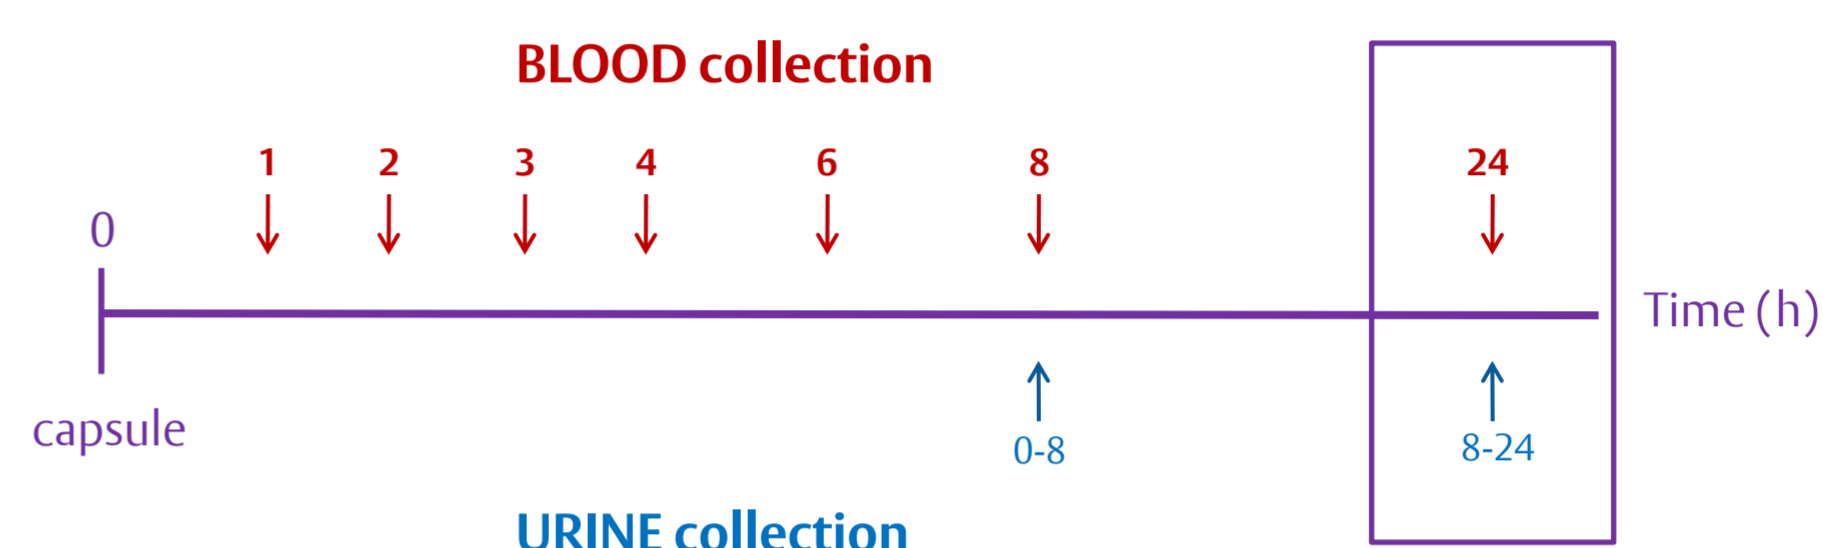 BLOOD collection
1 2 3 4 6 8 24
0
Time (h)
capsule
0-8 8-24
URINE collection